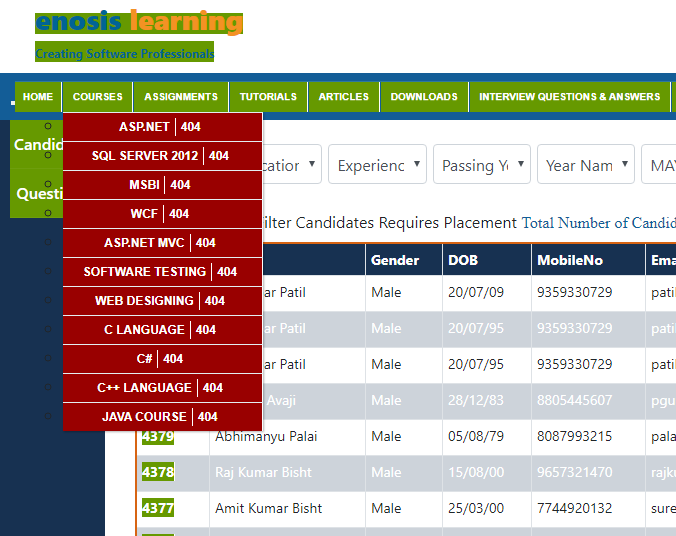 enosis learning
Creating Software Professionals
HOME COURSES ASSIGNMENTS TUTORIALS ARTICLES DOWNLOADS INTERVIEW QUESTIONS & ANSWERS
ASP.NET 404
SQL SERVER 2012 404
MSBI 404
WCF 404
ASP.NET MVC 404
SOFTWARE TESTING 404
WEB DESIGNING 404
C LANGUAGE 404
C# 404
C++ LANGUAGE 404
JAVA COURSE 404
Candid
Questi
cation Experienc Passing Y Year Nam MAY
ilter Candidates Requires Placement Total Number of Candid
Gender DOB MobileNo Ema
ar Patil Male 20/07/09 9359330729 patil
ar Patil Male 20/07/95 9359330729 patil
ar Patil Male 20/07/95 9359330729 patil
Avaji Male 28/12/83 8805445607 pgu
4379 Abhimanyu Palai Male 05/08/79 8087993215 pala
4378 Raj Kumar Bisht Male 15/08/00 9657321470 rajku
4377 Amit Kumar Bisht Male 25/03/00 7744920132 sure